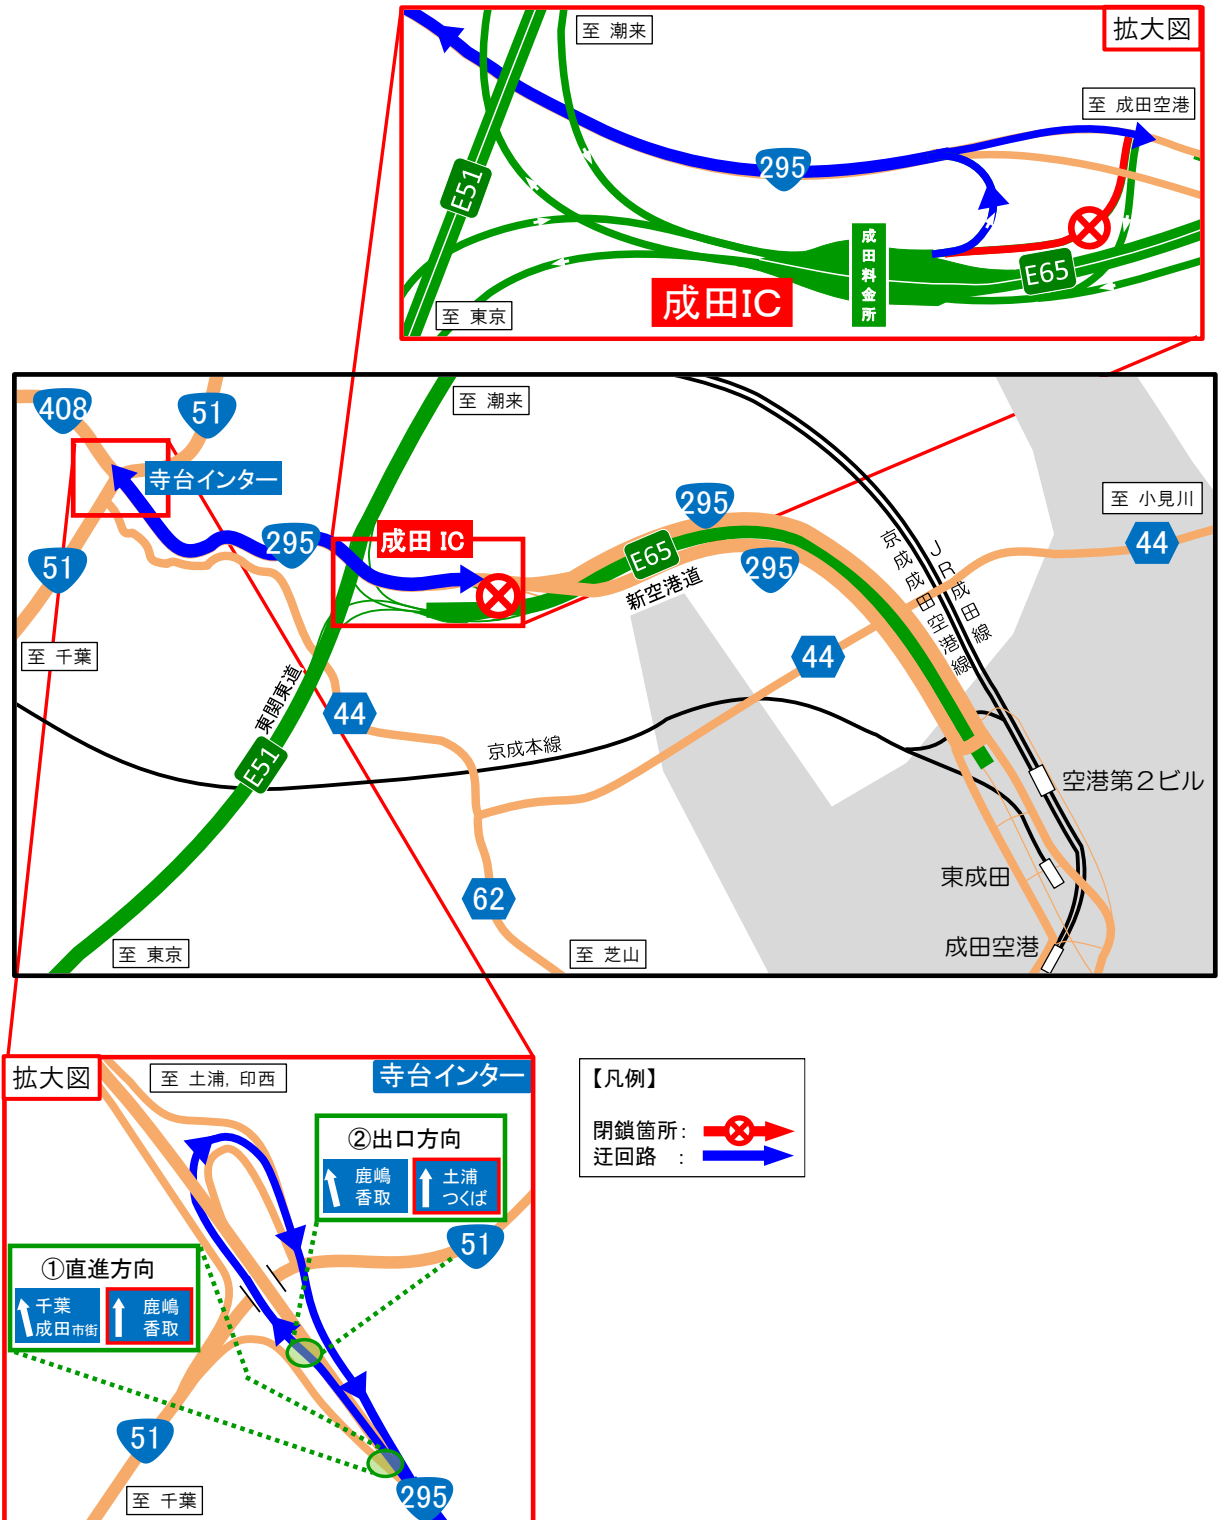 至 潮来
拡大図
至 成田空港
295
E51
成田料金所
E65
成田IC
至 東京
408
51
至 潮来
寺台インター
295
至 小見川
44
295
成田 IC
E65
295
51
新空港道
京成成田空港線
JR成田線
至 千葉
44
東関東道
44
京成本線
E51
空港第2ビル
東成田
62
成田空港
至 東京
至 芝山
拡大図
至 土浦, 印西
寺台インター
【凡例】
閉鎖箇所:
迂回路 :
②出口方向
鹿嶋
香取
土浦
つくば
51
①直進方向
千葉
成田市街
鹿嶋
香取
51
至 千葉
295